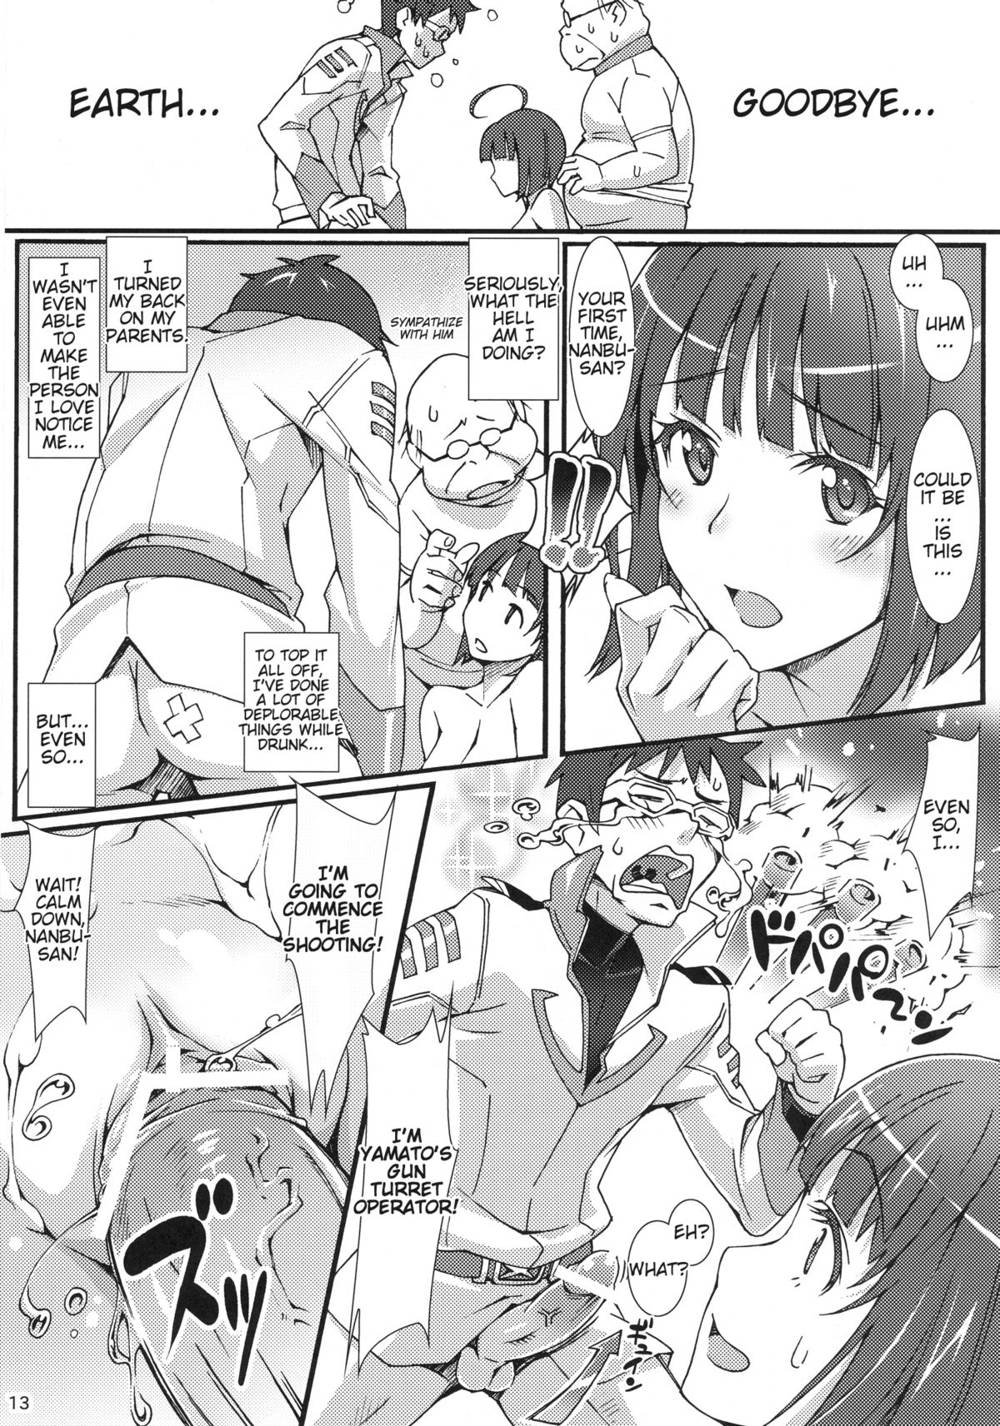 EARTH...
GOODBYE...
UH
...
UHM
...
YOUR
FIRST
TIME,
NANBU-
SAN?
COULD
IT BE
...
IS
THIS
...
SERIOUSLY,
WHAT THE
HELL
AM I
DOING?
SYMPATHIZE
WITH HIM
I
TURNED
MY BACK
ON MY
PARENTS.
I
WASN'T
EVEN
ABLE
TO
MAKE
THE
PERSON
I LOVE
NOTICE
ME...
TO TOP IT
ALL OFF,
I'VE DONE
A LOT OF
DEPLORABLE
THINGS WHILE
DRUNK...
BUT...
EVEN
SO...
EVEN
SO,
I...
ドパパパ
I'M
GOING TO
COMMENCE
THE
SHOOTING!
WAIT!
CALM
DOWN,
NANBU-
SAN!
I'M
YAMATO'S
GUN
TURRET
OPERATOR!
EH?
WHAT?
ズッ
13